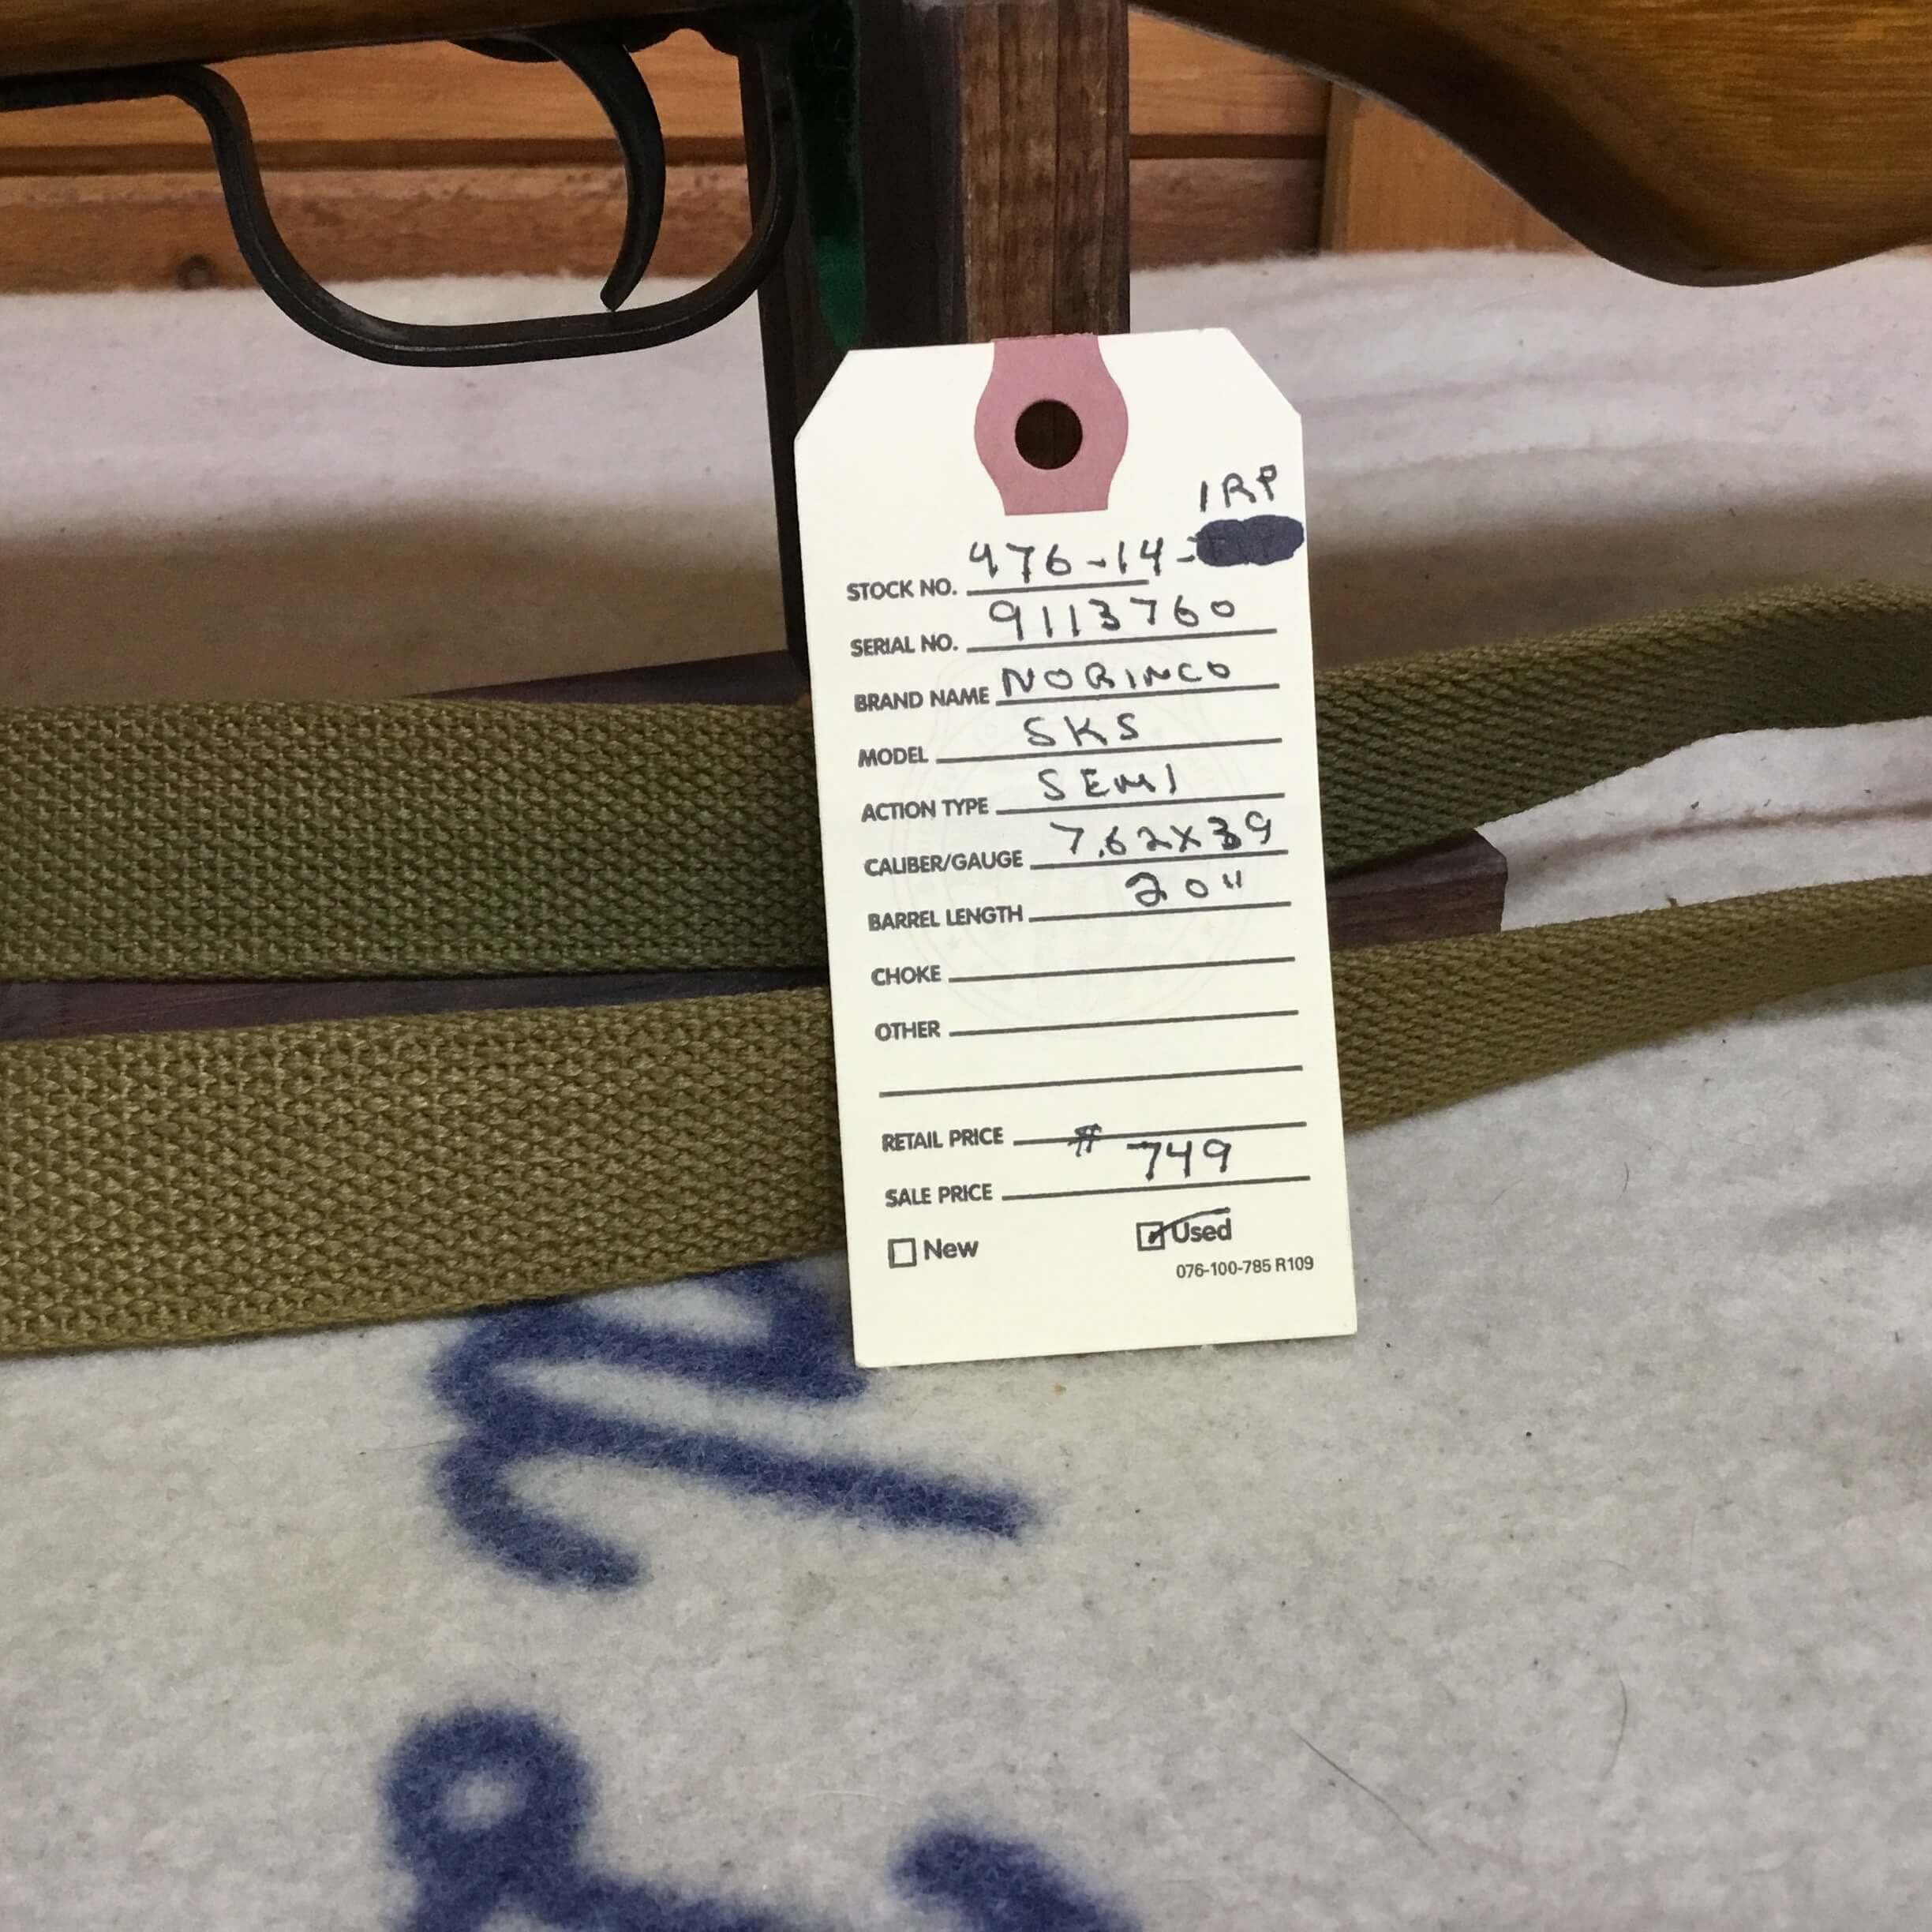 1RP
STOCK NO. 976-14-
SERIAL NO. 9113760
BRAND NAME NORINCO
MODEL SKS
ACTION TYPE SEMI
CALIBER/GAUGE 7.62X39
BARREL LENGTH 20"
CHOKE
OTHER
RETAIL PRICE
SALE PRICE $749
New Used
076-100-785 R109